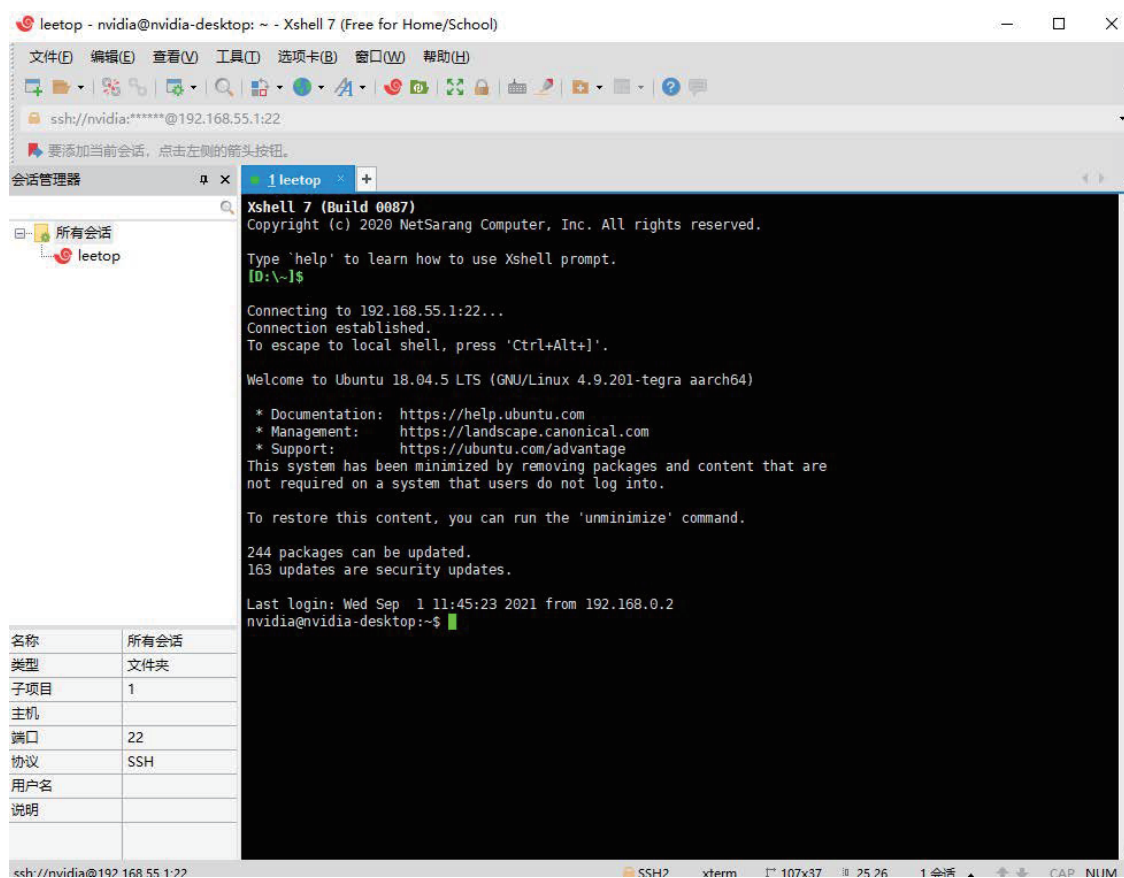 leetop - nvidia@nvidia-desktop: ~ - Xshell 7 (Free for Home/School)
文件(F) 编辑(E) 查看(V) 工具(T) 选项卡(B) 窗口(W) 帮助(H)
ssh://nvidia:******@192.168.55.1:22
要添加当前会话，点击左侧的箭头按钮。
会话管理器
1 leetop
所有会话
leetop
Xshell 7 (Build 0087)
Copyright (c) 2020 NetSarang Computer, Inc. All rights reserved.
Type `help' to learn how to use Xshell prompt.
[D:\~]$
Connecting to 192.168.55.1:22...
Connection established.
To escape to local shell, press 'Ctrl+Alt+]'.
Welcome to Ubuntu 18.04.5 LTS (GNU/Linux 4.9.201-tegra aarch64)
* Documentation: https://help.ubuntu.com
* Management: https://landscape.canonical.com
* Support: https://ubuntu.com/advantage
This system has been minimized by removing packages and content that are
not required on a system that users do not log into.
To restore this content, you can run the 'unminimize' command.
244 packages can be updated.
163 updates are security updates.
Last login: Wed Sep 1 11:45:23 2021 from 192.168.0.2
nvidia@nvidia-desktop:~$
名称 所有会话
类型 文件夹
子项目 1
主机
端口 22
协议 SSH
用户名
说明
ssh://nvidia@192.168.55.1:22 SSH2 xterm 107x37 25,26 1 会话 CAP NUM